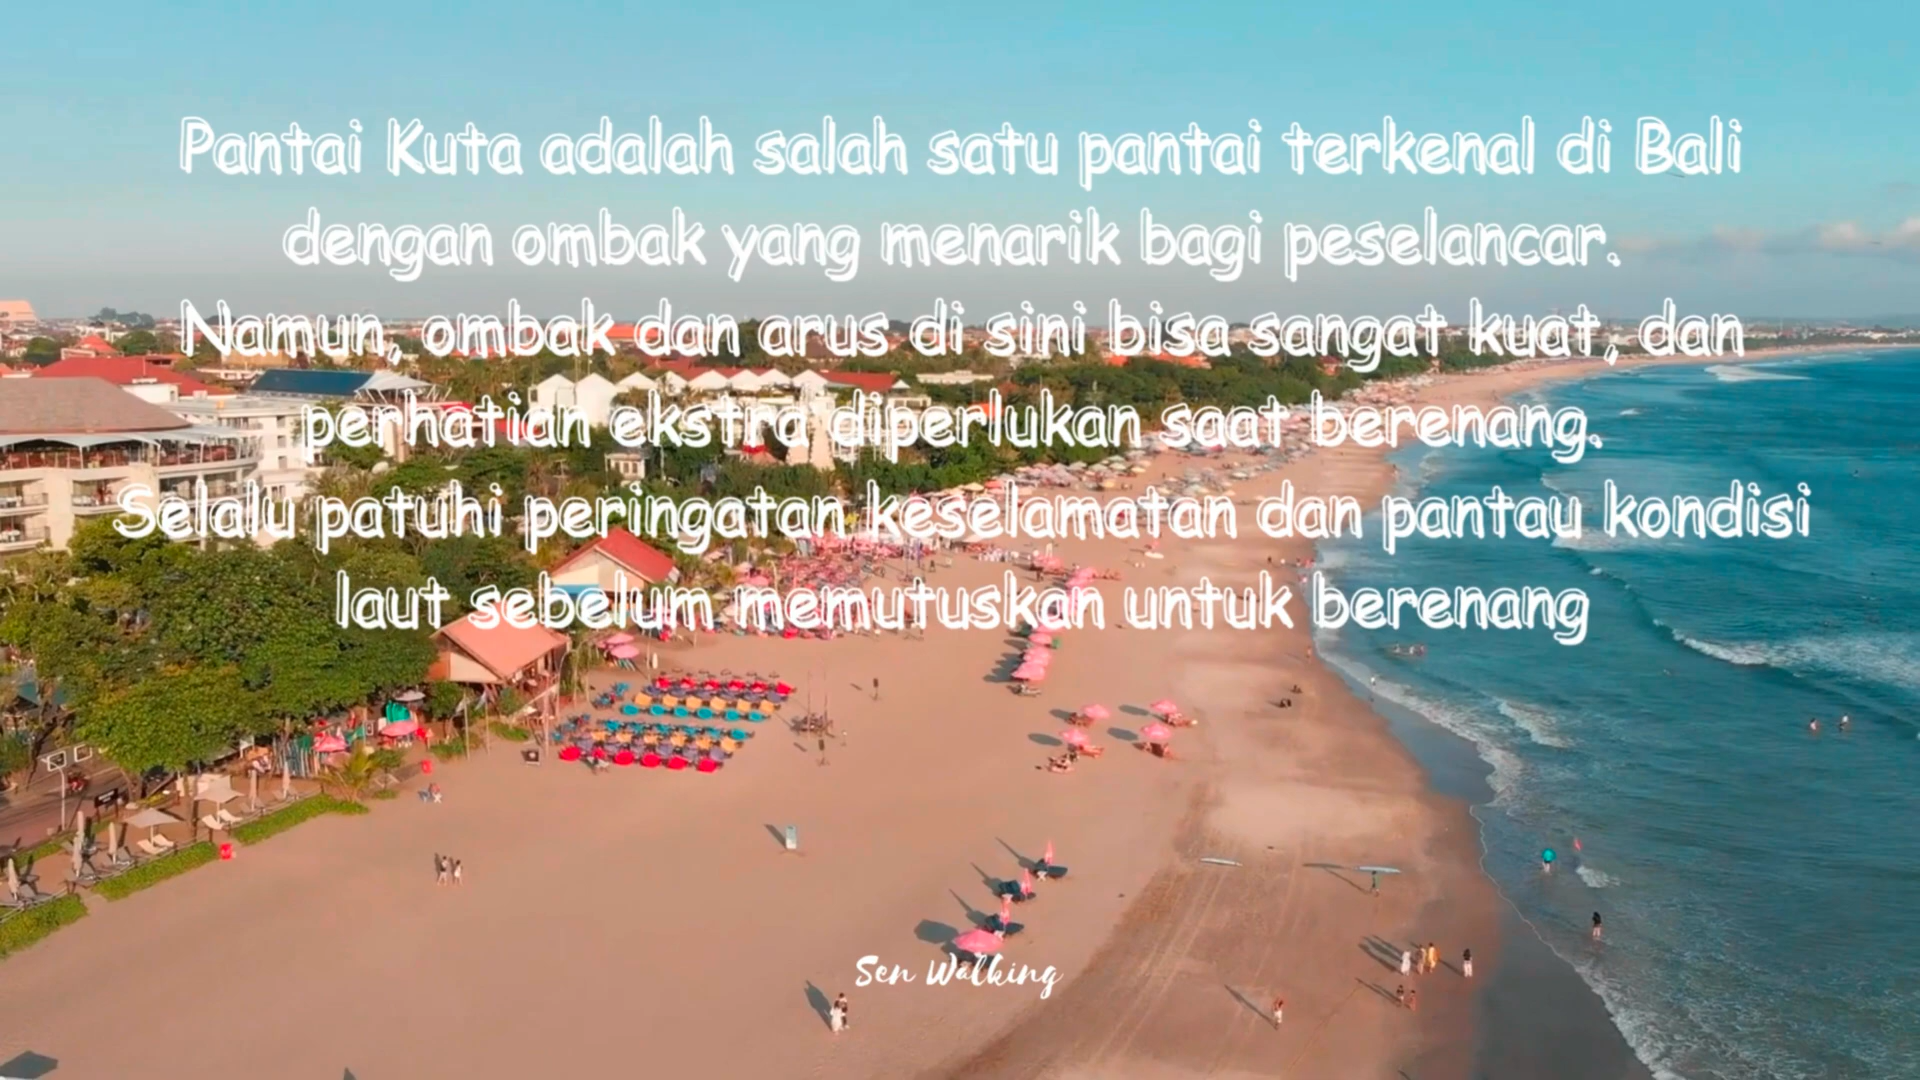 Pantai Kuta adalah salah satu pantai terkenal di Bali
dengan ombak yang menarik bagi peselancar.
Namun, ombak dan arus di sini bisa sangat kuat, dan
perhatian ekstra diperlukan saat berenang.
Selalu patuhi peringatan keselamatan dan pantau kondisi
laut sebelum memutuskan untuk berenang
Sen Walking